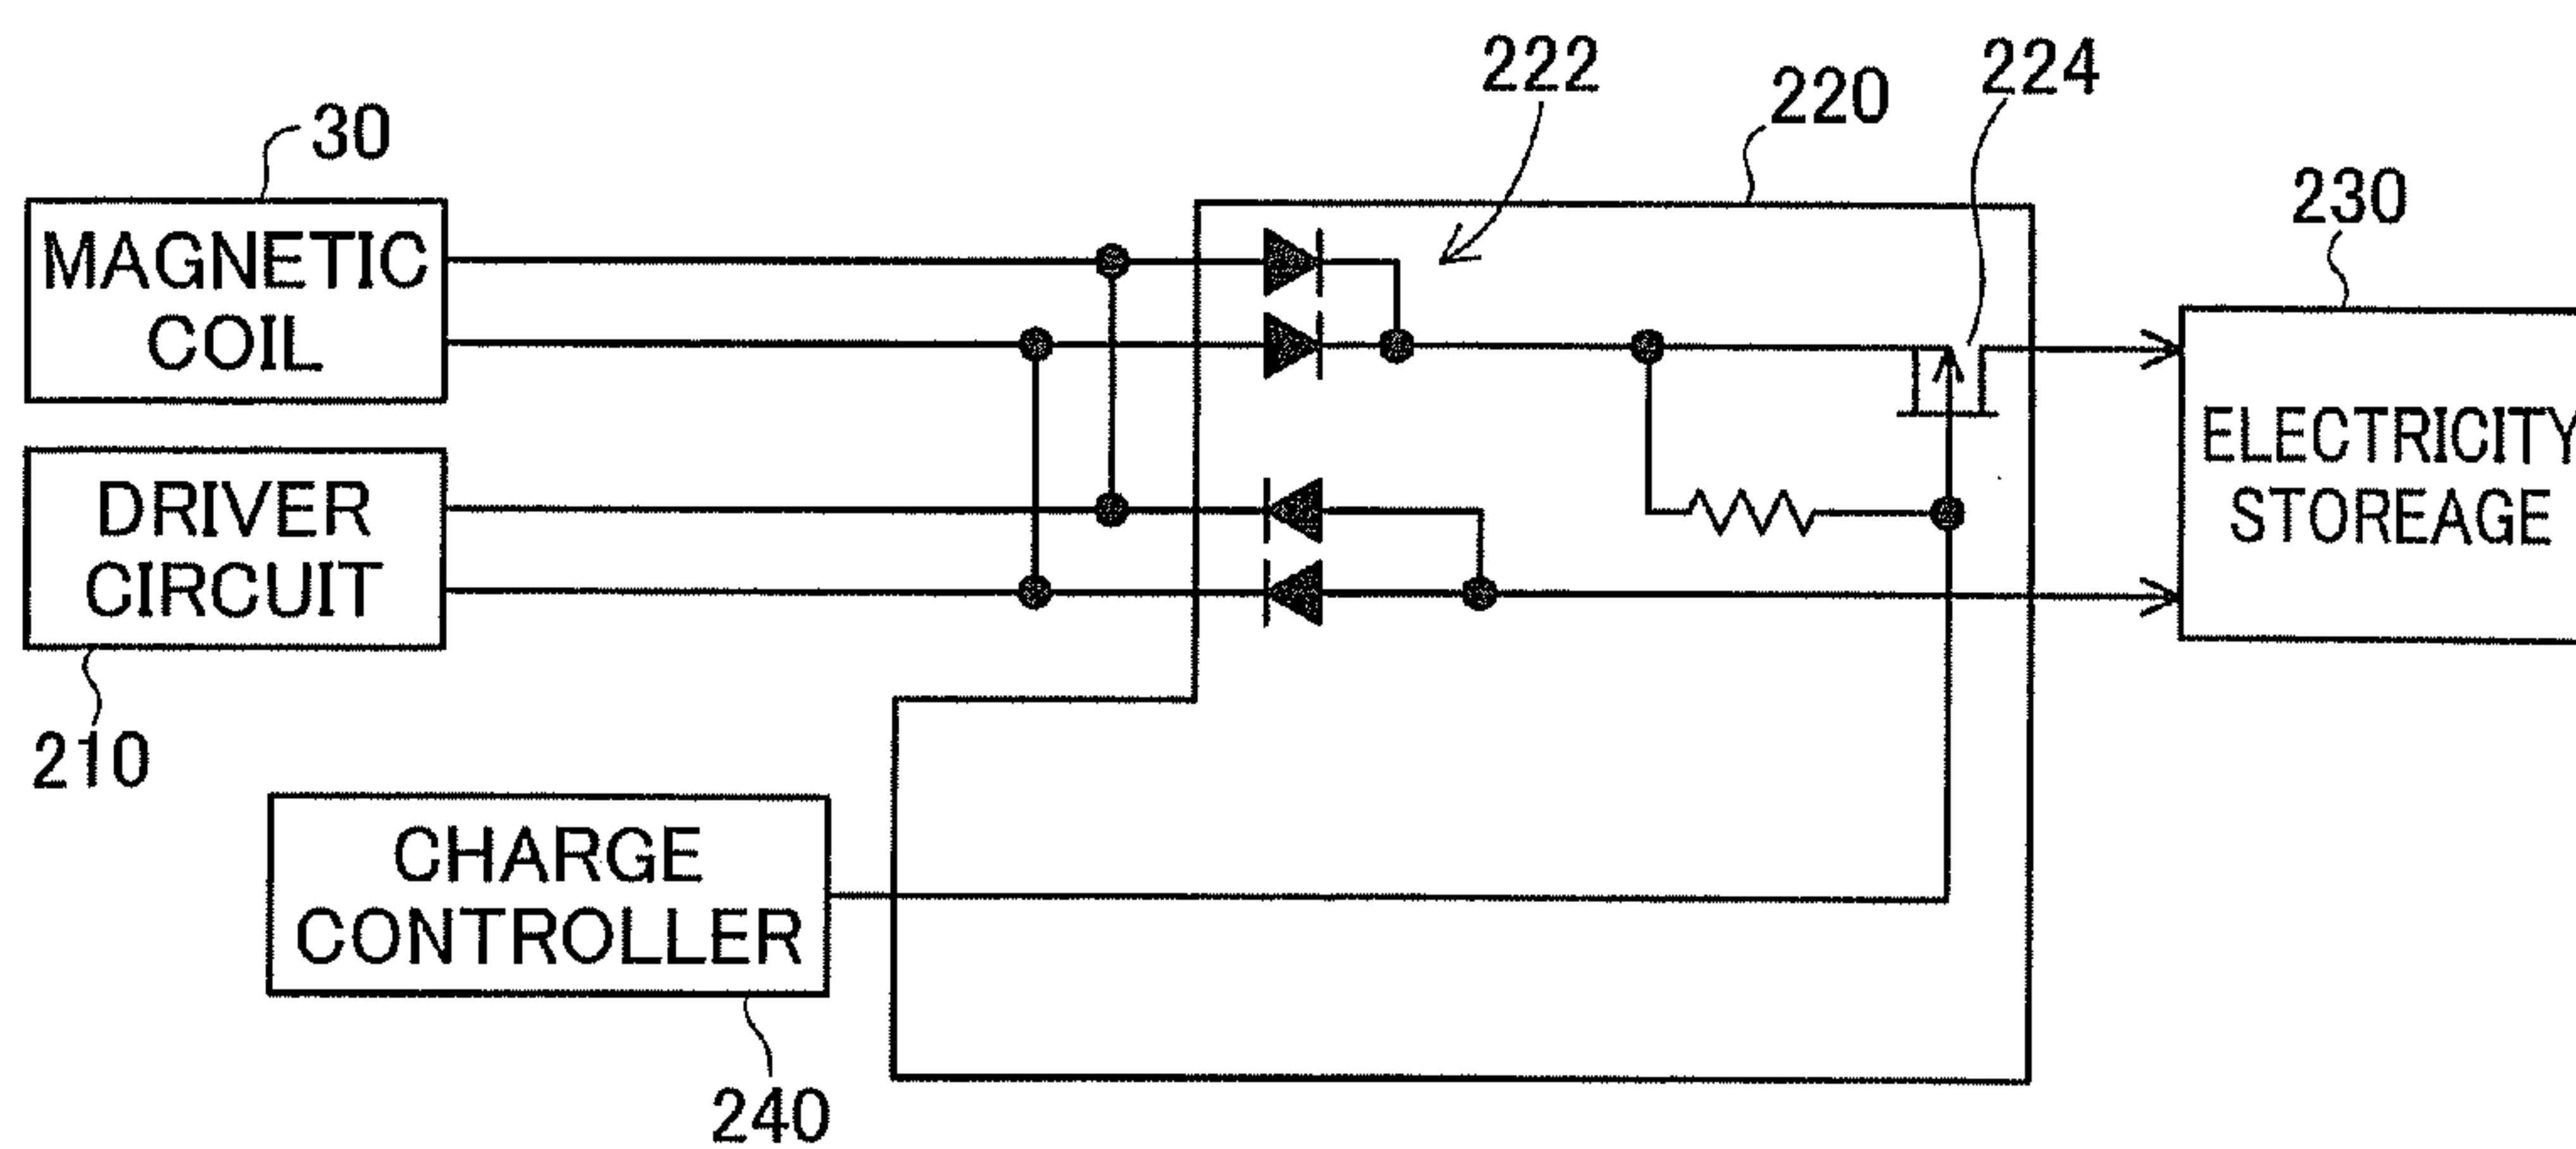 222
220
224
30
230
MAGNETIC
COIL
ELECTRICITY
STOREAGE
DRIVER
CIRCUIT
210
CHARGE
CONTROLLER
240